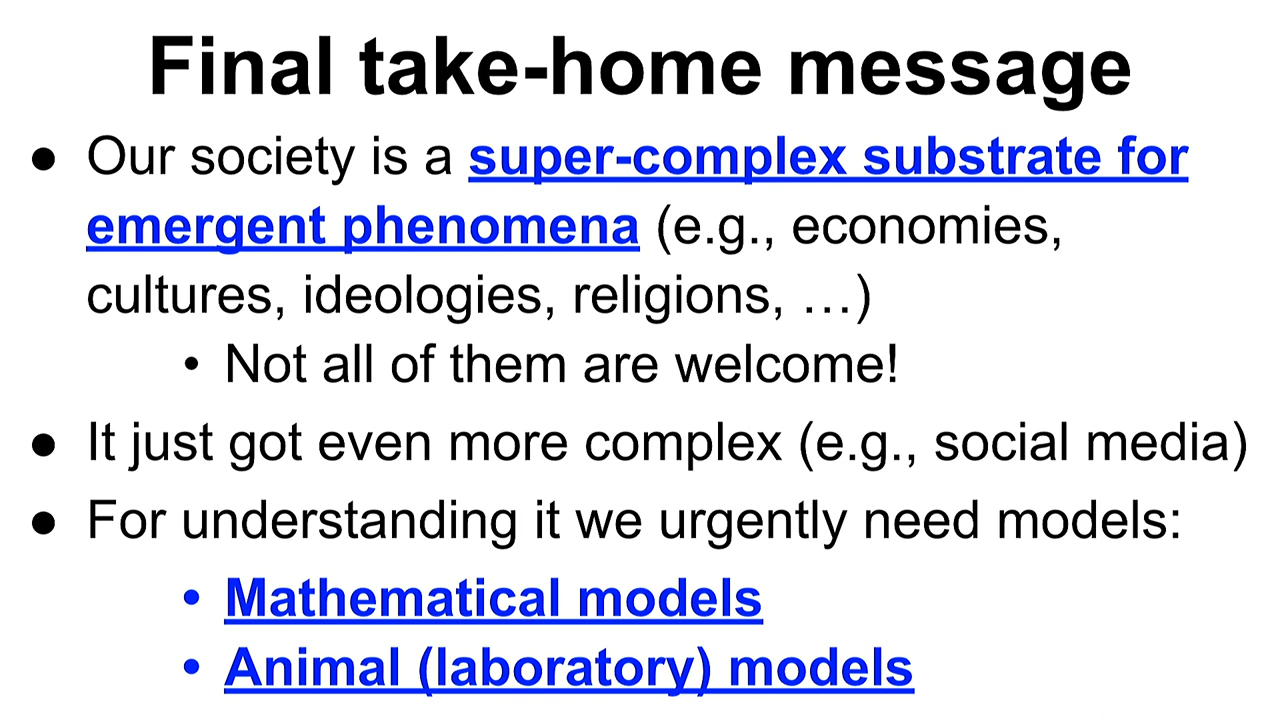 Final take-home message
● Our society is a super-complex substrate for
emergent phenomena (e.g., economies,
cultures, ideologies, religions, …)
• Not all of them are welcome!
● It just got even more complex (e.g., social media)
● For understanding it we urgently need models:
• Mathematical models
• Animal (laboratory) models